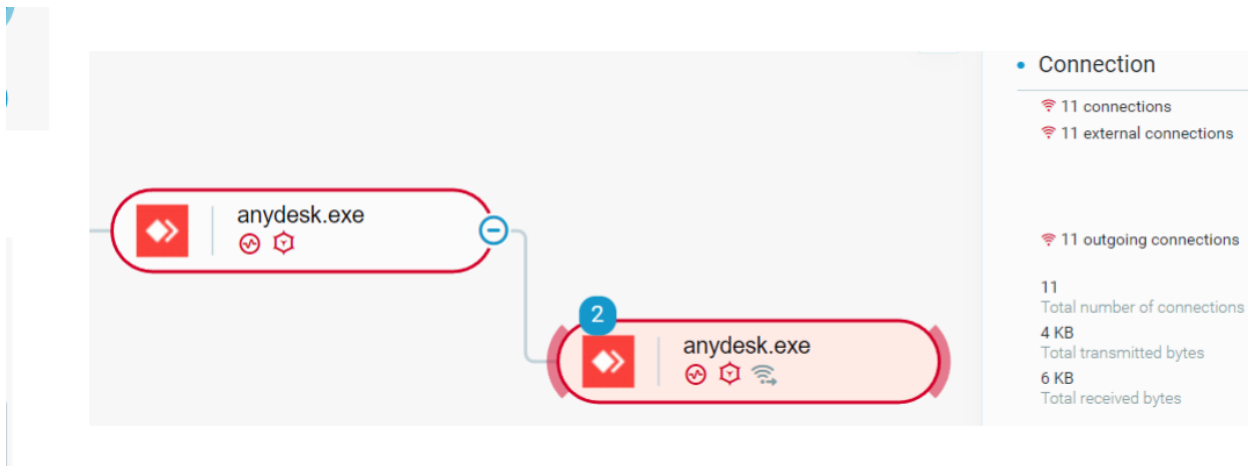 anydesk.exe
2
anydesk.exe
Connection
11 connections
11 external connections
11 outgoing connections
11
Total number of connections
4 KB
Total transmitted bytes
6 KB
Total received bytes